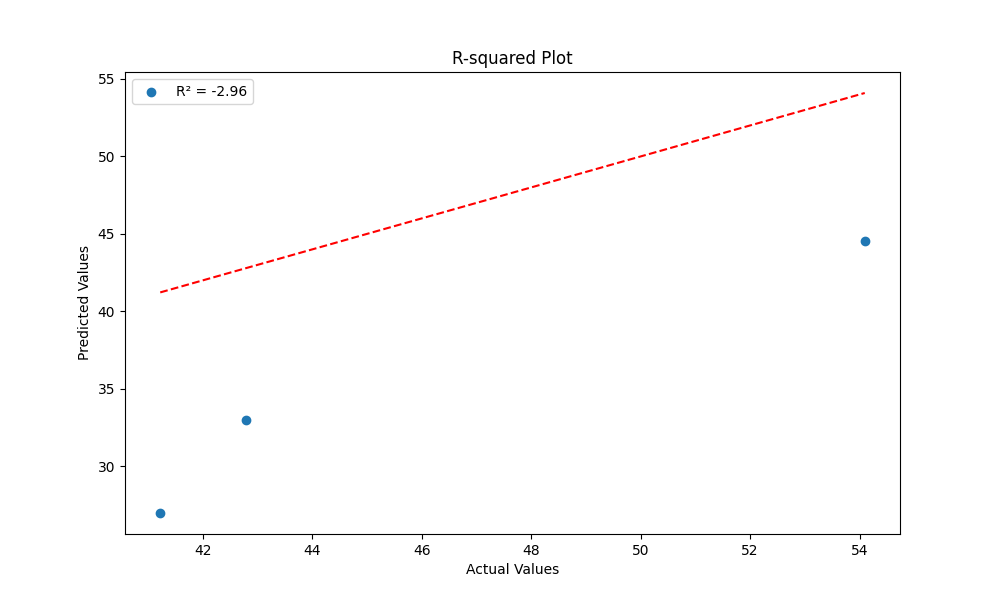 R-squared Plot
R² = -2.96
55
50
45
40
35
30
Predicted Values
42 44 46 48 50 52 54
Actual Values